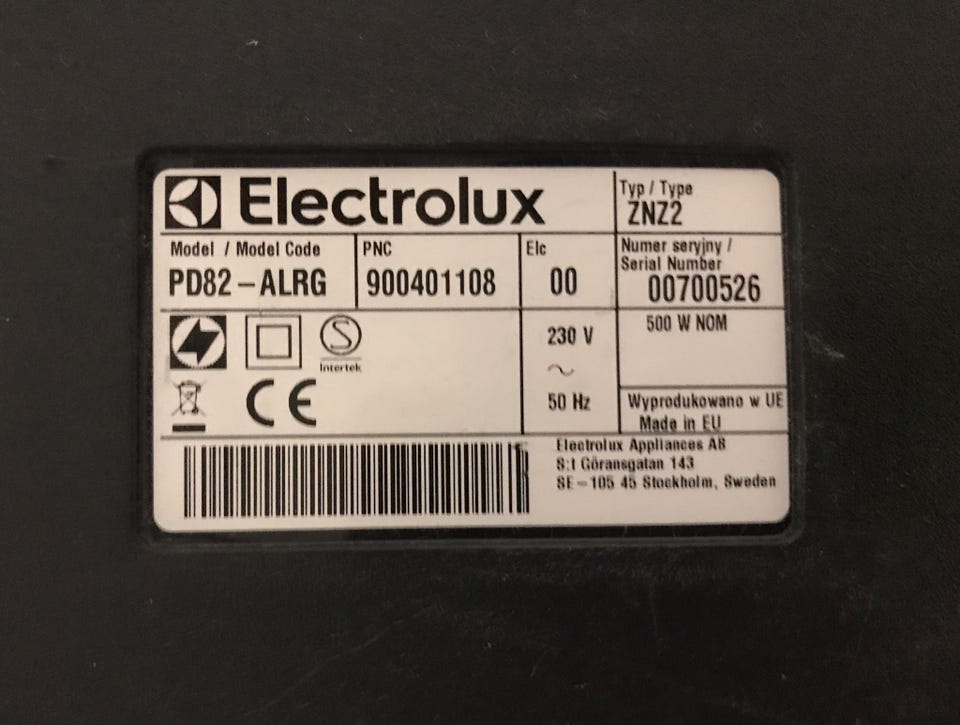 Electrolux
Typ / Type
ZNZ2
Model / Model Code
PD82-ALRG
PNC
900401108
Elc
00
Numer seryjny /
Serial Number
00700526
S
Intertek
230 V
~
50 Hz
500 W NOM
CE
Wyprodukowano w UE
Made in EU
Electrolux Appliances AB
S:t Göransgatan 143
SE-105 45 Stockholm, Sweden